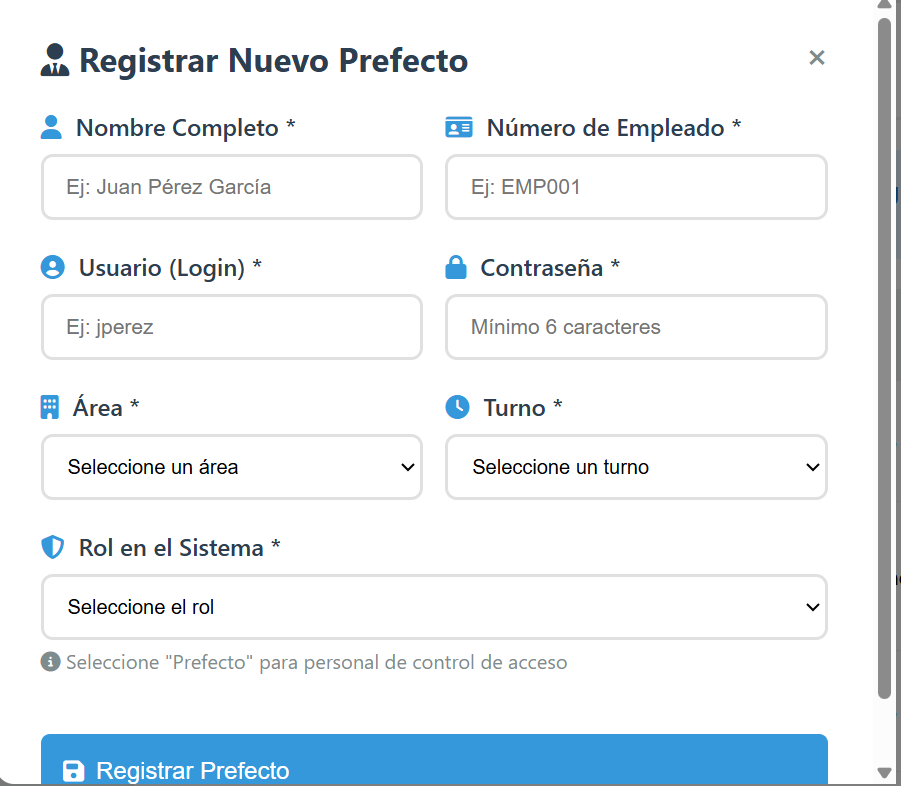 Registrar Nuevo Prefecto ×
Nombre Completo *
Número de Empleado *
Ej: Juan Pérez García
Ej: EMP001
Usuario (Login) *
Contraseña *
Ej: jperez
Mínimo 6 caracteres
Área *
Turno *
Seleccione un área
Seleccione un turno
Rol en el Sistema *
Seleccione el rol
Seleccione "Prefecto" para personal de control de acceso
Registrar Prefecto